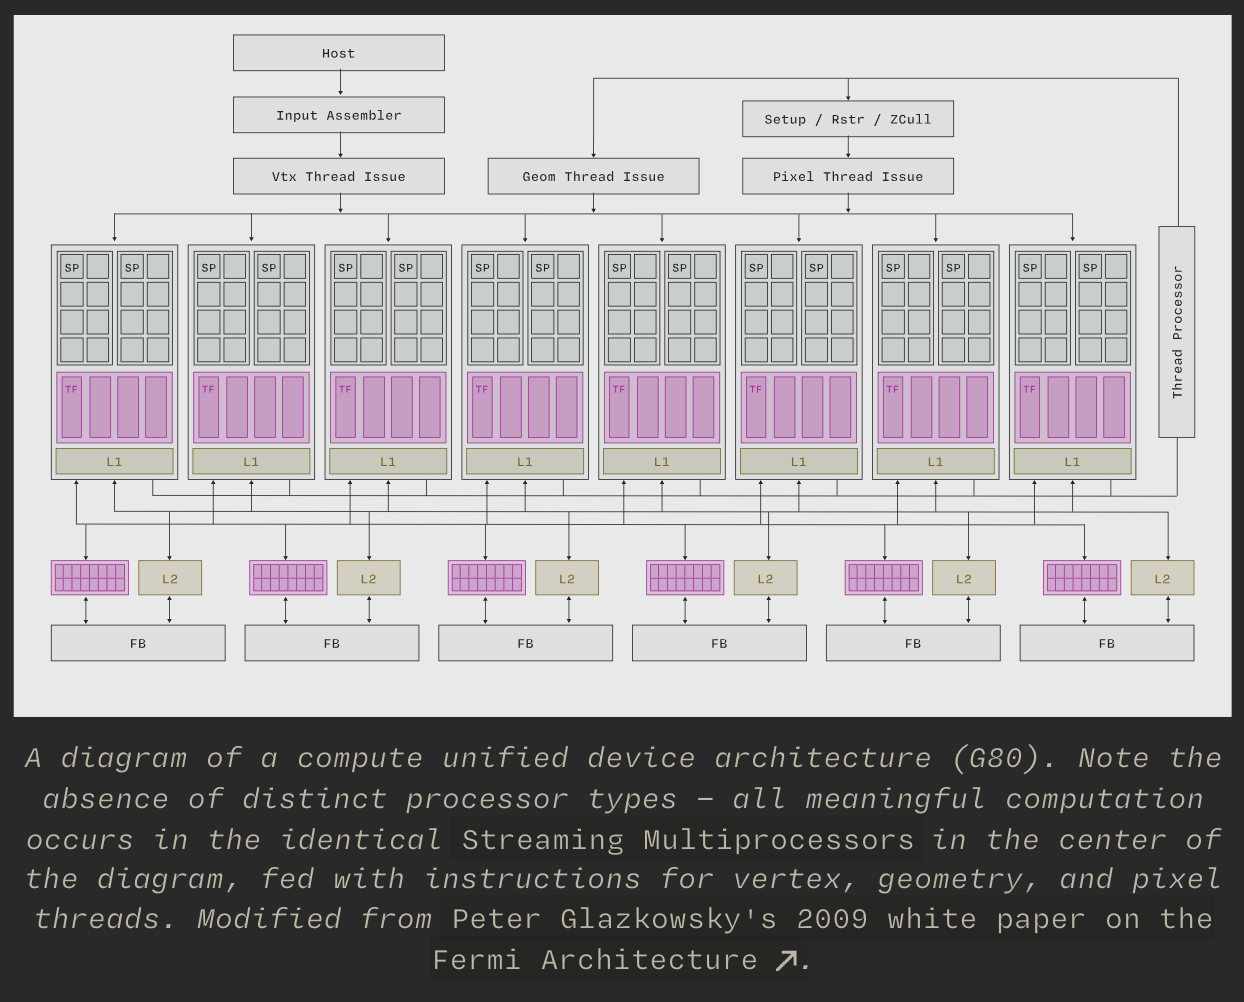 Host
Input Assembler
Setup / Rstr / ZCull
Vtx Thread Issue
Geom Thread Issue
Pixel Thread Issue
SP SP SP SP SP SP SP SP SP SP SP SP SP SP SP SP
Thread Processor
TF TF TF TF TF TF TF TF
L1 L1 L1 L1 L1 L1 L1 L1
L2 L2 L2 L2 L2 L2
FB FB FB FB FB FB
A diagram of a compute unified device architecture (G80). Note the
absence of distinct processor types — all meaningful computation
occurs in the identical Streaming Multiprocessors in the center of
the diagram, fed with instructions for vertex, geometry, and pixel
threads. Modified from Peter Glazkowsky's 2009 white paper on the
Fermi Architecture ↗.